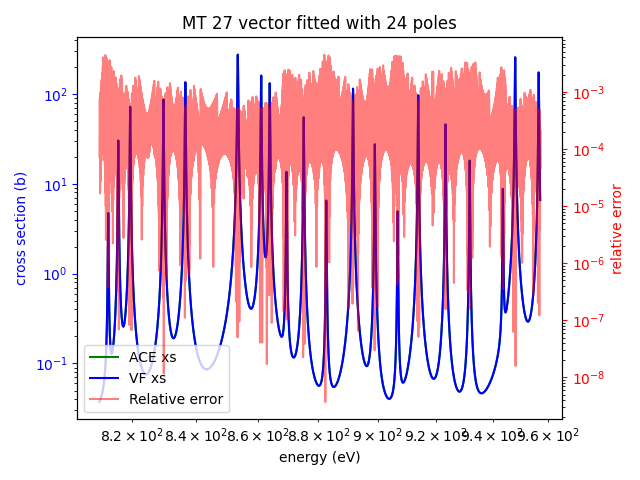 MT 27 vector fitted with 24 poles
10²
10¹
10⁰
10⁻¹
cross section (b)
10⁻³
10⁻⁴
10⁻⁵
10⁻⁶
10⁻⁷
10⁻⁸
relative error
ACE xs
VF xs
Relative error
8.2 × 10² 8.4 × 10² 8.6 × 10² 8.8 × 10² 9 × 10² 9.2 × 10² 9.4 × 10² 9.6 × 10²
energy (eV)